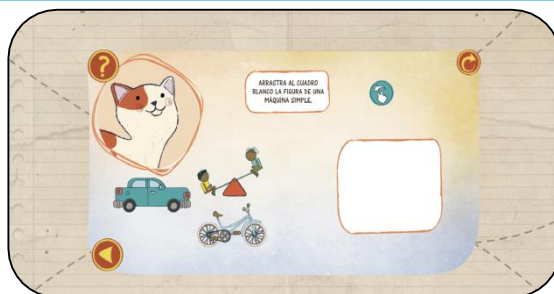 ?
ARRASTRA AL CUADRO
BLANCO LA FIGURA DE UNA
MÁQUINA SIMPLE.